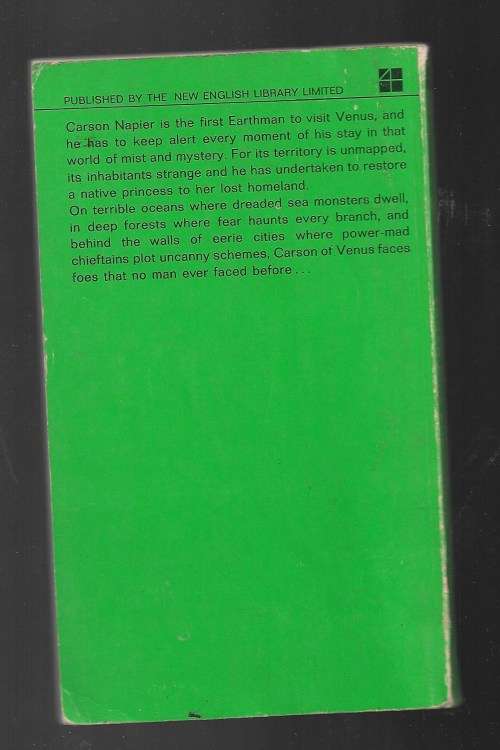 PUBLISHED BY THE NEW ENGLISH LIBRARY LIMITED
Carson Napier is the first Earthman to visit Venus, and
he has to keep alert every moment of his stay in that
world of mist and mystery. For its territory is unmapped,
its inhabitants strange and he has undertaken to restore
a native princess to her lost homeland.
On terrible oceans where dreaded sea monsters dwell,
in deep forests where fear haunts every branch, and
behind the walls of eerie cities where power-mad
chieftains plot uncanny schemes, Carson of Venus faces
foes that no man ever faced before ...